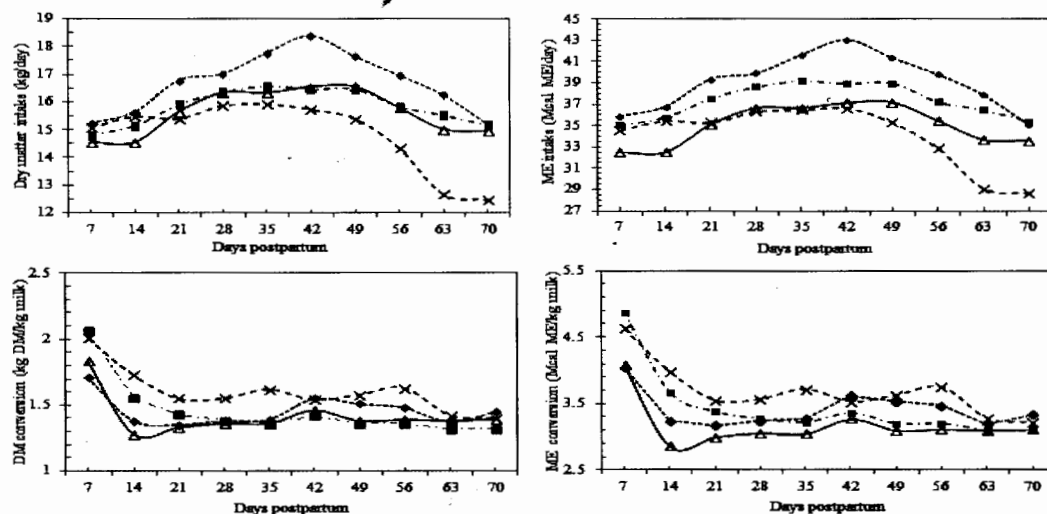 Dry matter intake (kg/day)
19
18
17
16
15
14
13
12
7 14 21 28 35 42 49 56 63 70
Days postpartum
ME intake (Mcal ME/day)
45
43
41
39
37
35
33
31
29
27
7 14 21 28 35 42 49 56 63 70
Days postpartum
DM conversion (kg DM/kg milk)
2.5
2
1.5
1
7 14 21 28 35 42 49 56 63 70
Days postpartum
ME conversion (Mcal ME/kg milk)
5.5
4.5
3.5
2.5
7 14 21 28 35 42 49 56 63 70
Days postpartum